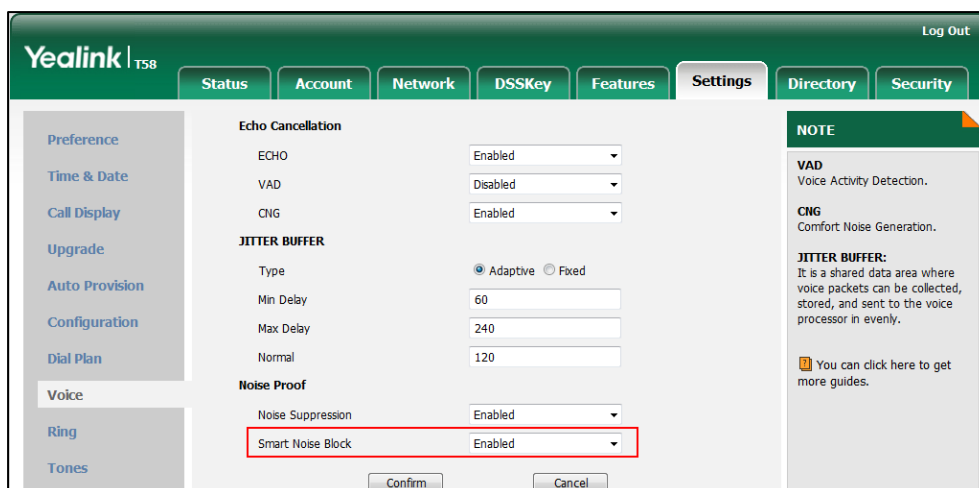 Log Out
Yealink | T58
Status Account Network DSSKey Features Settings Directory Security
Preference
Time & Date
Call Display
Upgrade
Auto Provision
Configuration
Dial Plan
Voice
Ring
Tones
Echo Cancellation
ECHO Enabled
VAD Disabled
CNG Enabled
JITTER BUFFER
Type Adaptive Fixed
Min Delay 60
Max Delay 240
Normal 120
Noise Proof
Noise Suppression Enabled
Smart Noise Block Enabled
Confirm Cancel
NOTE
VAD
Voice Activity Detection.
CNG
Comfort Noise Generation.
JITTER BUFFER:
It is a shared data area where
voice packets can be collected,
stored, and sent to the voice
processor in evenly.
You can click here to get
more guides.